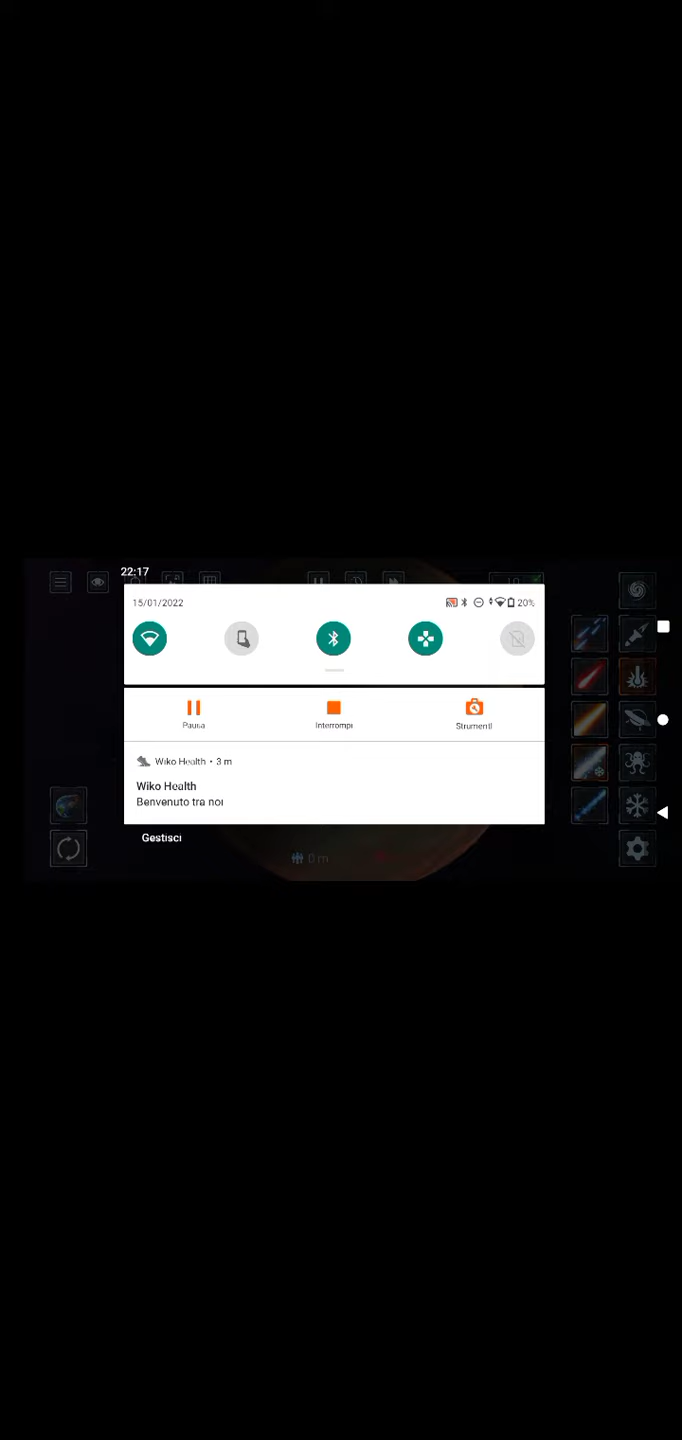 22:17
15/01/2022
20%
Pausa
Interrompi
Strumenti
Wiko Health • 3 m
Wiko Health
Benvenuto tra noi
Gestisci
0 m